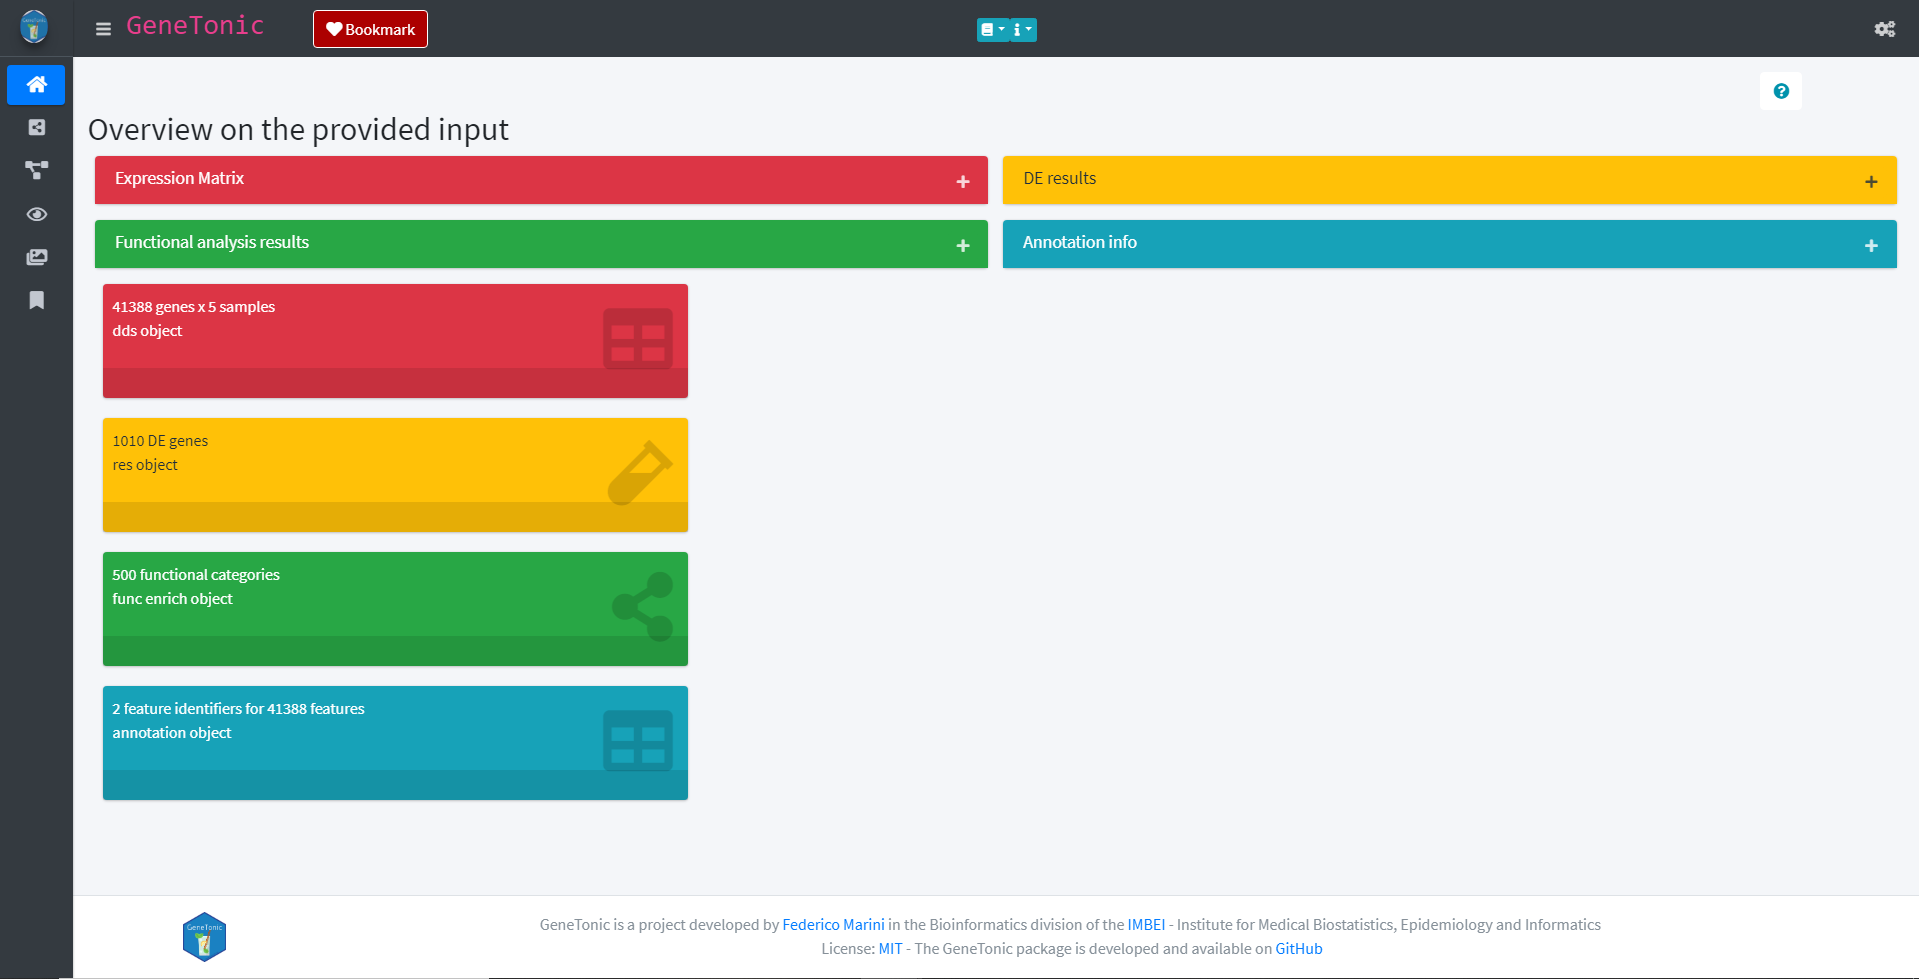 GeneTonic
Bookmark
Overview on the provided input
Expression Matrix
DE results
Functional analysis results
Annotation info
41388 genes x 5 samples
dds object
1010 DE genes
res object
500 functional categories
func enrich object
2 feature identifiers for 41388 features
annotation object
GeneTonic
GeneTonic is a project developed by Federico Marini in the Bioinformatics division of the IMBEI - Institute for Medical Biostatistics, Epidemiology and Informatics
License: MIT - The GeneTonic package is developed and available on GitHub